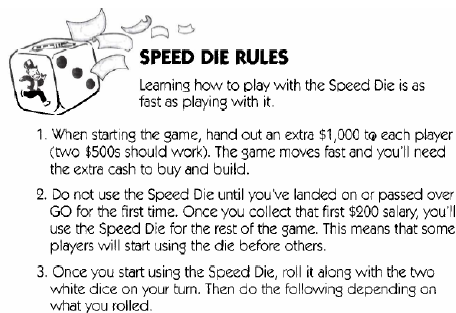 SPEED DIE RULES
Learning how to play with the Speed Die is as
fast as playing with it.
1. When starting the game, hand out an extra $1,000 to each player
(two $500s should work). The game moves fast and you'll need
the extra cash to buy and build.
2. Do not use the Speed Die until you've landed on or passed over
GO for the first time. Once you collect that first $200 salary, you'll
use the Speed Die for the rest of the game. This means that some
players will start using the die before others.
3. Once you start using the Speed Die, roll it along with the two
white dice on your turn. Then do the following depending on
what you rolled.